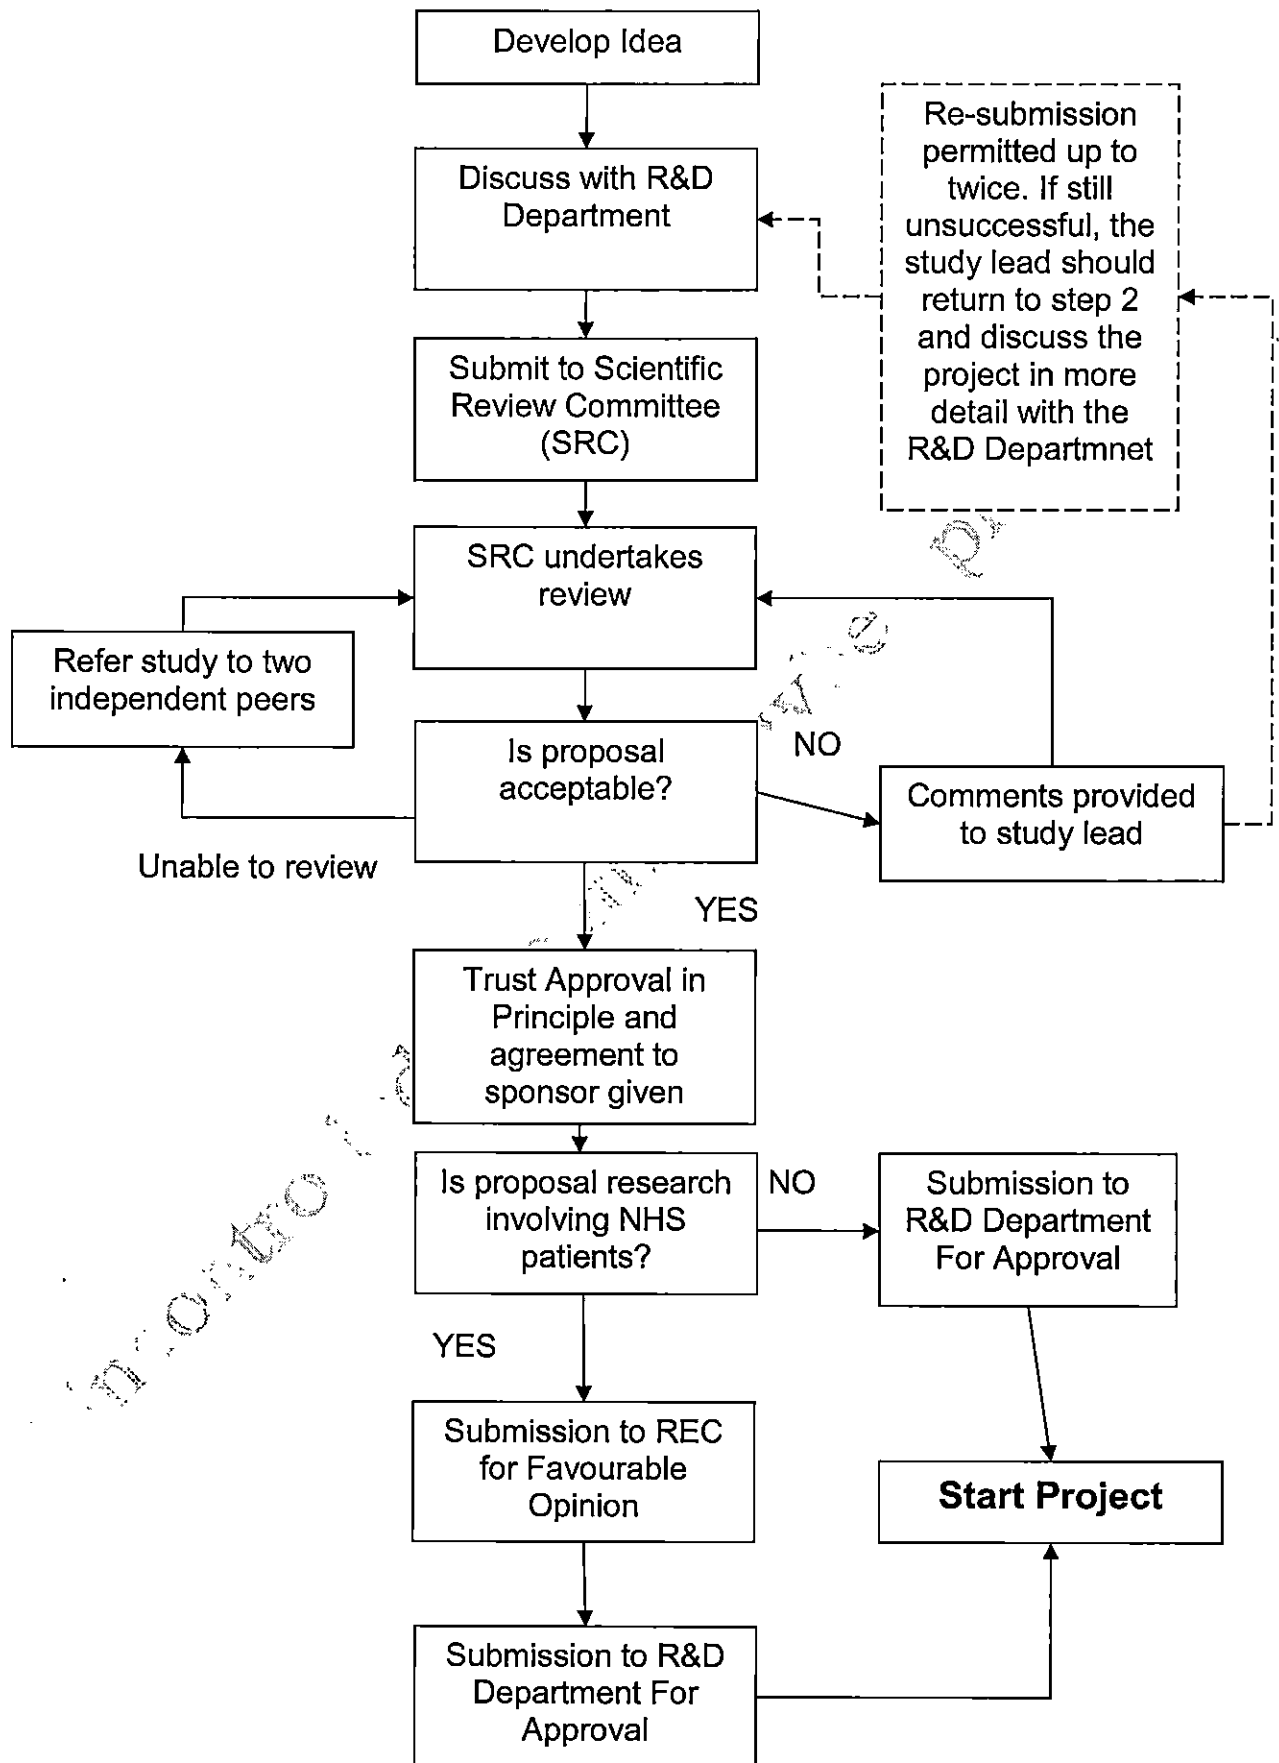 Develop Idea
Discuss with R&D
Department
Re-submission
permitted up to
twice. If still
unsuccessful, the
study lead should
return to step 2
and discuss the
project in more
detail with the
R&D Departmnet
Submit to Scientific
Review Committee
(SRC)
SRC undertakes
review
Refer study to two
independent peers
Is proposal
acceptable?
NO
Comments provided
to study lead
Unable to review
YES
Trust Approval in
Principle and
agreement to
sponsor given
Is proposal research
involving NHS
patients?
NO
Submission to
R&D Department
For Approval
YES
Submission to REC
for Favourable
Opinion
Start Project
Submission to R&D
Department For
Approval